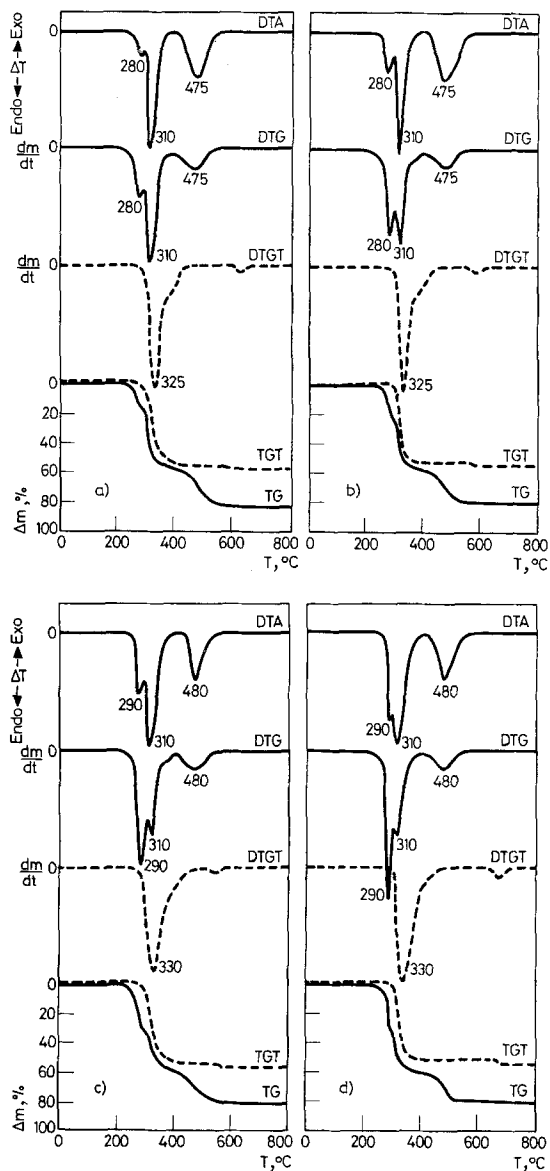 Endo ← ΔT → Exo
0
DTA
DTA
280
475
280
475
310
310
dm/dt
0
DTG
DTG
280
475
475
310
280
310
dm/dt
0
DTGT
DTGT
325
325
0
20
40
60
80
100
Δm, %
TGT
TGT
a)
b)
TG
TG
0 200 400 600 800
200 400 600 800
T, °C
T, °C
Endo ← ΔT → Exo
0
DTA
DTA
290
480
290
480
310
310
dm/dt
0
DTG
DTG
480
480
310
310
290
290
dm/dt
0
DTGT
DTGT
330
330
0
20
40
60
80
100
Δm, %
TGT
TGT
c)
d)
TG
TG
0 200 400 600 800
200 400 600 800
T, °C
T, °C